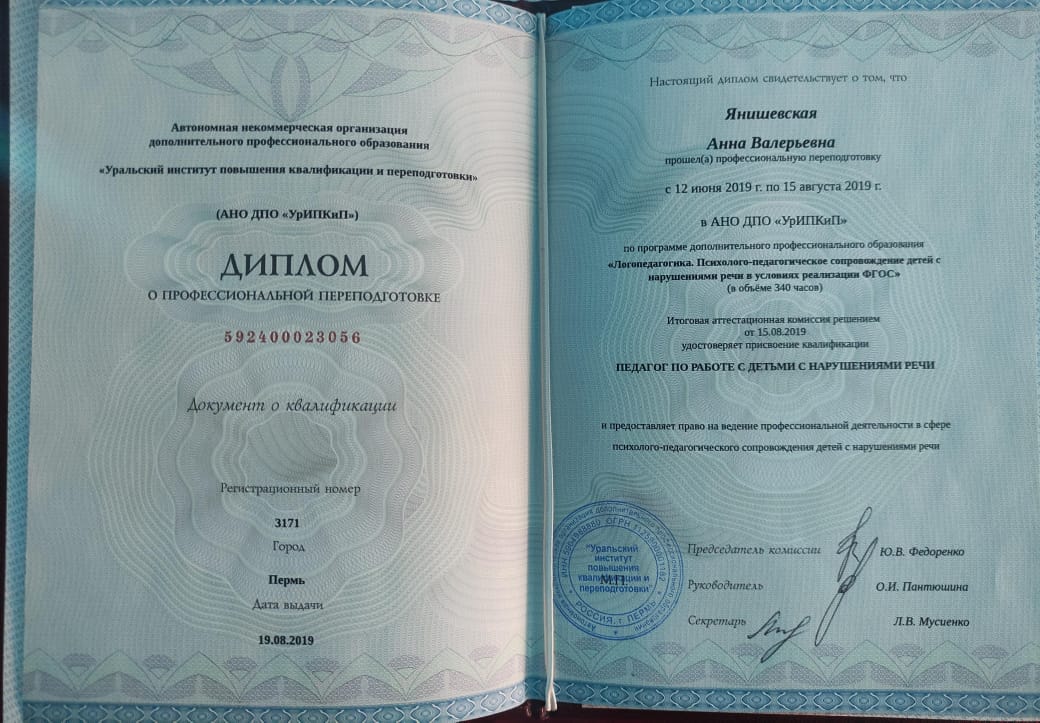 Автономная некоммерческая организация
дополнительного профессионального образования
«Уральский институт повышения квалификации и переподготовки»
(АНО ДПО «УрИПКиП»)
ДИПЛОМ
О ПРОФЕССИОНАЛЬНОЙ ПЕРЕПОДГОТОВКЕ
592400023056
Документ о квалификации
Регистрационный номер
3171
Город
Пермь
Дата выдачи
19.08.2019
Настоящий диплом свидетельствует о том, что
Янишевская
Анна Валерьевна
прошел(а) профессиональную переподготовку
с 12 июня 2019 г. по 15 августа 2019 г.
в АНО ДПО «УрИПКиП»
по программе дополнительного профессионального образования
«Логопедагогика. Психолого-педагогическое сопровождение детей с
нарушениями речи в условиях реализации ФГОС»
(в объёме 340 часов)
Итоговая аттестационная комиссия решением
от 15.08.2019
удостоверяет присвоение квалификации
ПЕДАГОГ ПО РАБОТЕ С ДЕТЬМИ С НАРУШЕНИЯМИ РЕЧИ
и предоставляет право на ведение профессиональной деятельности в сфере
психолого-педагогического сопровождения детей с нарушениями речи
Председатель комиссии Ю.В. Федоренко
Руководитель О.И. Пантюшина
Секретарь Л.В. Мусиенко
М.П.
"Уральский
институт
повышения
квалификации и
переподготовки"
РОССИЯ, г. ПЕРМЬ